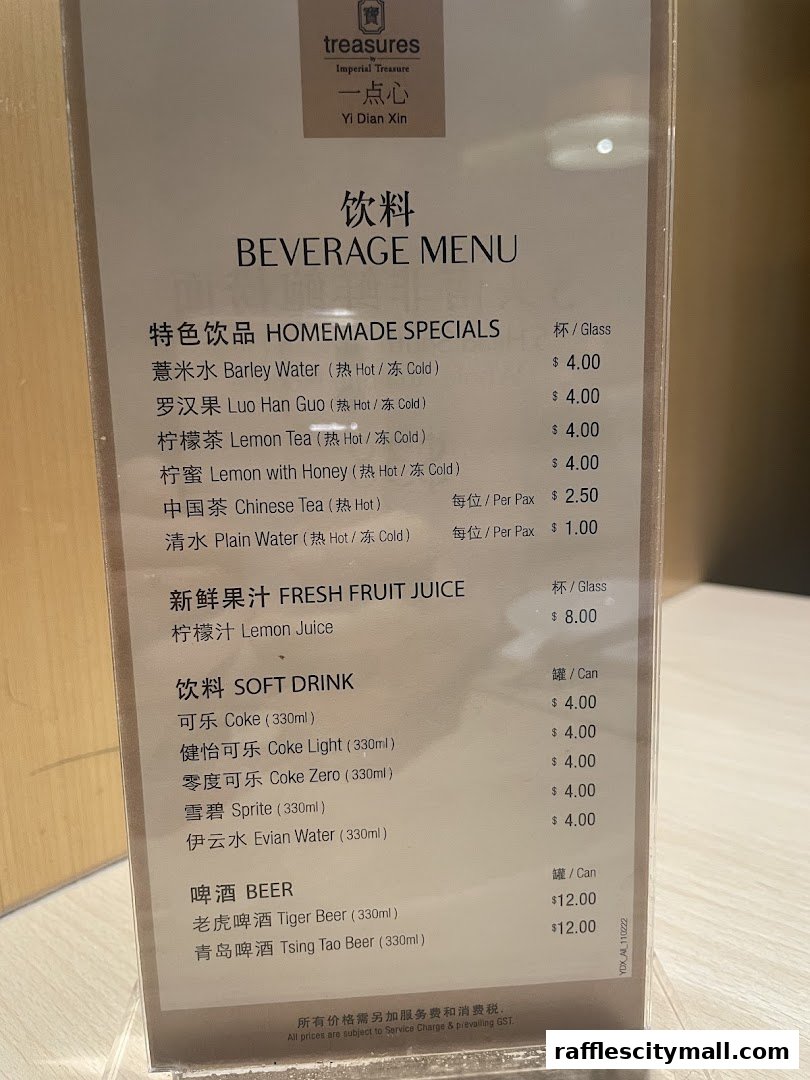 寶
treasures
by
Imperial Treasure
一点心
Yi Dian Xin
饮料
BEVERAGE MENU
特色饮品 HOMEMADE SPECIALS 杯 / Glass
薏米水 Barley Water (热 Hot / 冻 Cold) $ 4.00
罗汉果 Luo Han Guo (热 Hot / 冻 Cold) $ 4.00
柠檬茶 Lemon Tea (热 Hot / 冻 Cold) $ 4.00
柠蜜 Lemon with Honey (热 Hot / 冻 Cold) $ 4.00
中国茶 Chinese Tea (热 Hot) 每位 / Per Pax $ 2.50
清水 Plain Water (热 Hot / 冻 Cold) 每位 / Per Pax $ 1.00
新鲜果汁 FRESH FRUIT JUICE 杯 / Glass
柠檬汁 Lemon Juice $ 8.00
饮料 SOFT DRINK 罐 / Can
可乐 Coke (330ml) $ 4.00
健怡可乐 Coke Light (330ml) $ 4.00
零度可乐 Coke Zero (330ml) $ 4.00
雪碧 Sprite (330ml) $ 4.00
伊云水 Evian Water (330ml) $ 4.00
啤酒 BEER 罐 / Can
老虎啤酒 Tiger Beer (330ml) $12.00
青岛啤酒 Tsing Tao Beer (330ml) $12.00
YDX_All_110222
所有价格需另加服务费和消费税.
All prices are subject to Service Charge & prevailing GST.
rafflescitymall.com